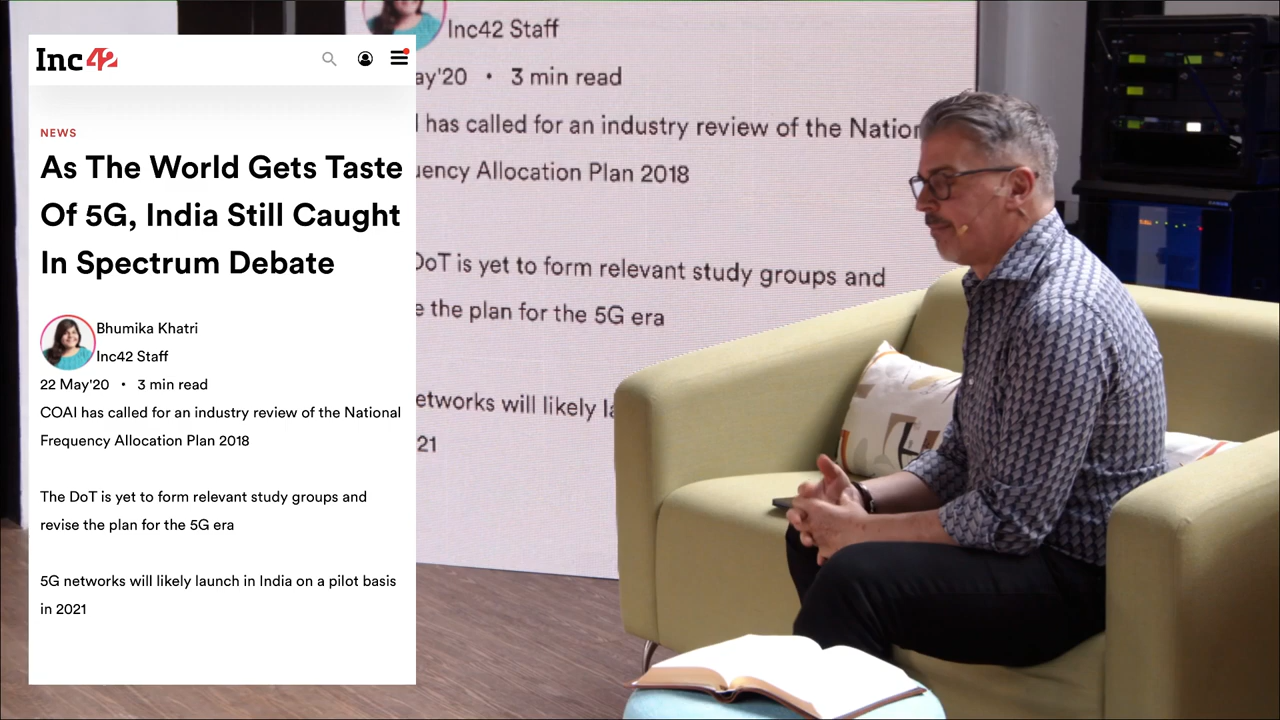 Inc42
NEWS
As The World Gets Taste
Of 5G, India Still Caught
In Spectrum Debate
Bhumika Khatri
Inc42 Staff
22 May'20 • 3 min read
COAI has called for an industry review of the National
Frequency Allocation Plan 2018
The DoT is yet to form relevant study groups and
revise the plan for the 5G era
5G networks will likely launch in India on a pilot basis
in 2021
Inc42 Staff
ay'20 • 3 min read
I has called for an industry review of the Nation
uency Allocation Plan 2018
DoT is yet to form relevant study groups and
e the plan for the 5G era
etworks will likely la
21